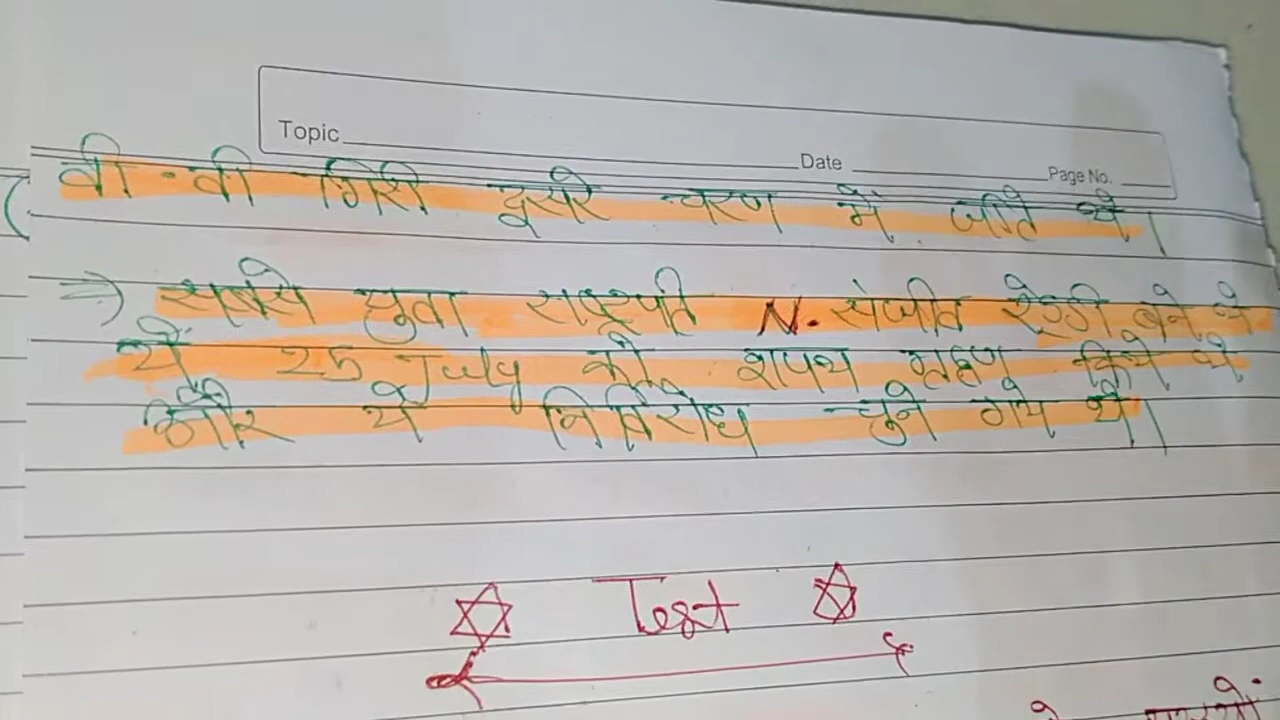 Topic
Date
Page No.
वी.वी गिरी दूसरे चरण में जीते थे।
⇒ सबसे युवा राष्ट्रपति N. संजीव रेड्डी बने थे
ये 25 July को शपथ ग्रहण किये थे
और ये निर्विरोध चुने गये थे।
Test